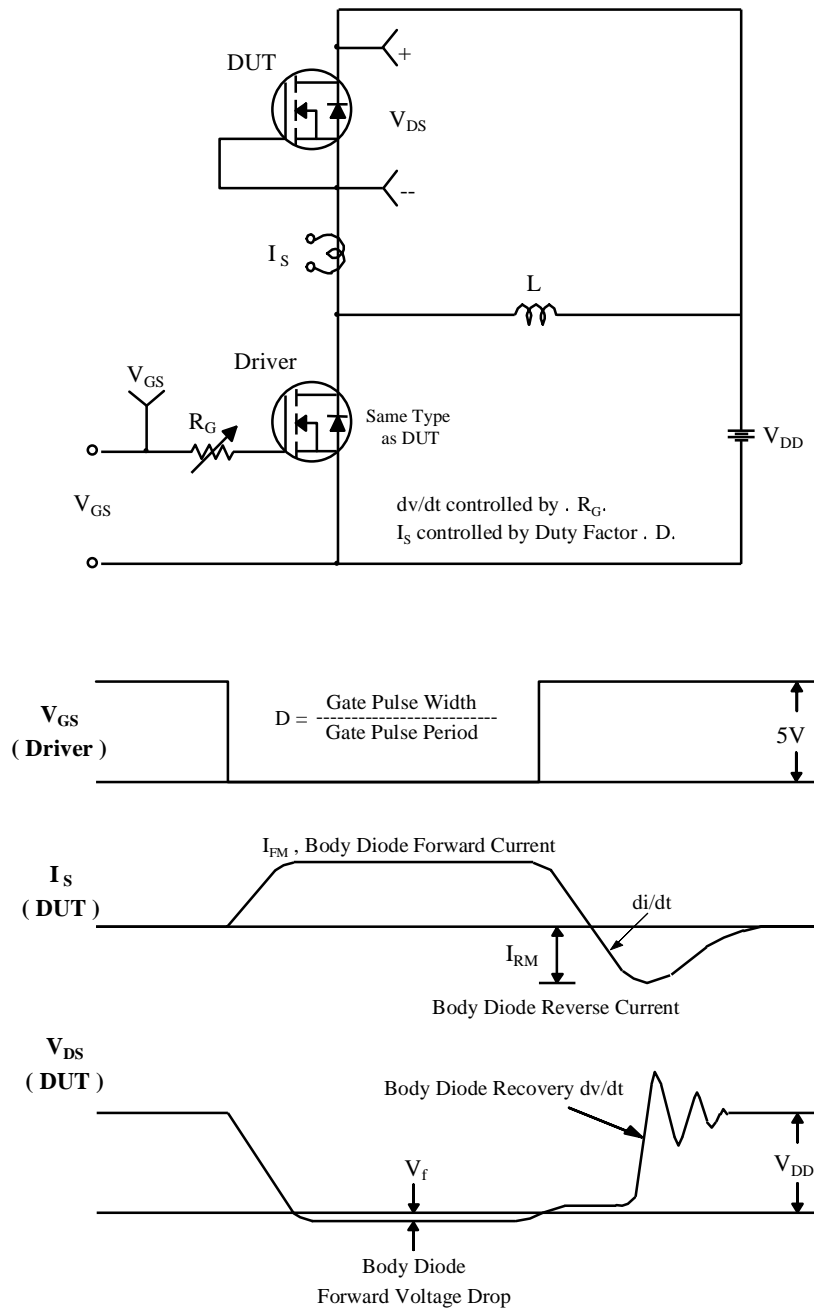 DUT
+
V_DS
--
I_S
L
Driver
V_GS
R_G
Same Type
as DUT
V_DD
V_GS
dv/dt controlled by . R_G.
I_S controlled by Duty Factor . D.
V_GS
( Driver )
D = Gate Pulse Width
--------------------------
Gate Pulse Period
5V
I_FM , Body Diode Forward Current
I_S
( DUT )
di/dt
I_RM
Body Diode Reverse Current
V_DS
( DUT )
Body Diode Recovery dv/dt
V_f
V_DD
Body Diode
Forward Voltage Drop